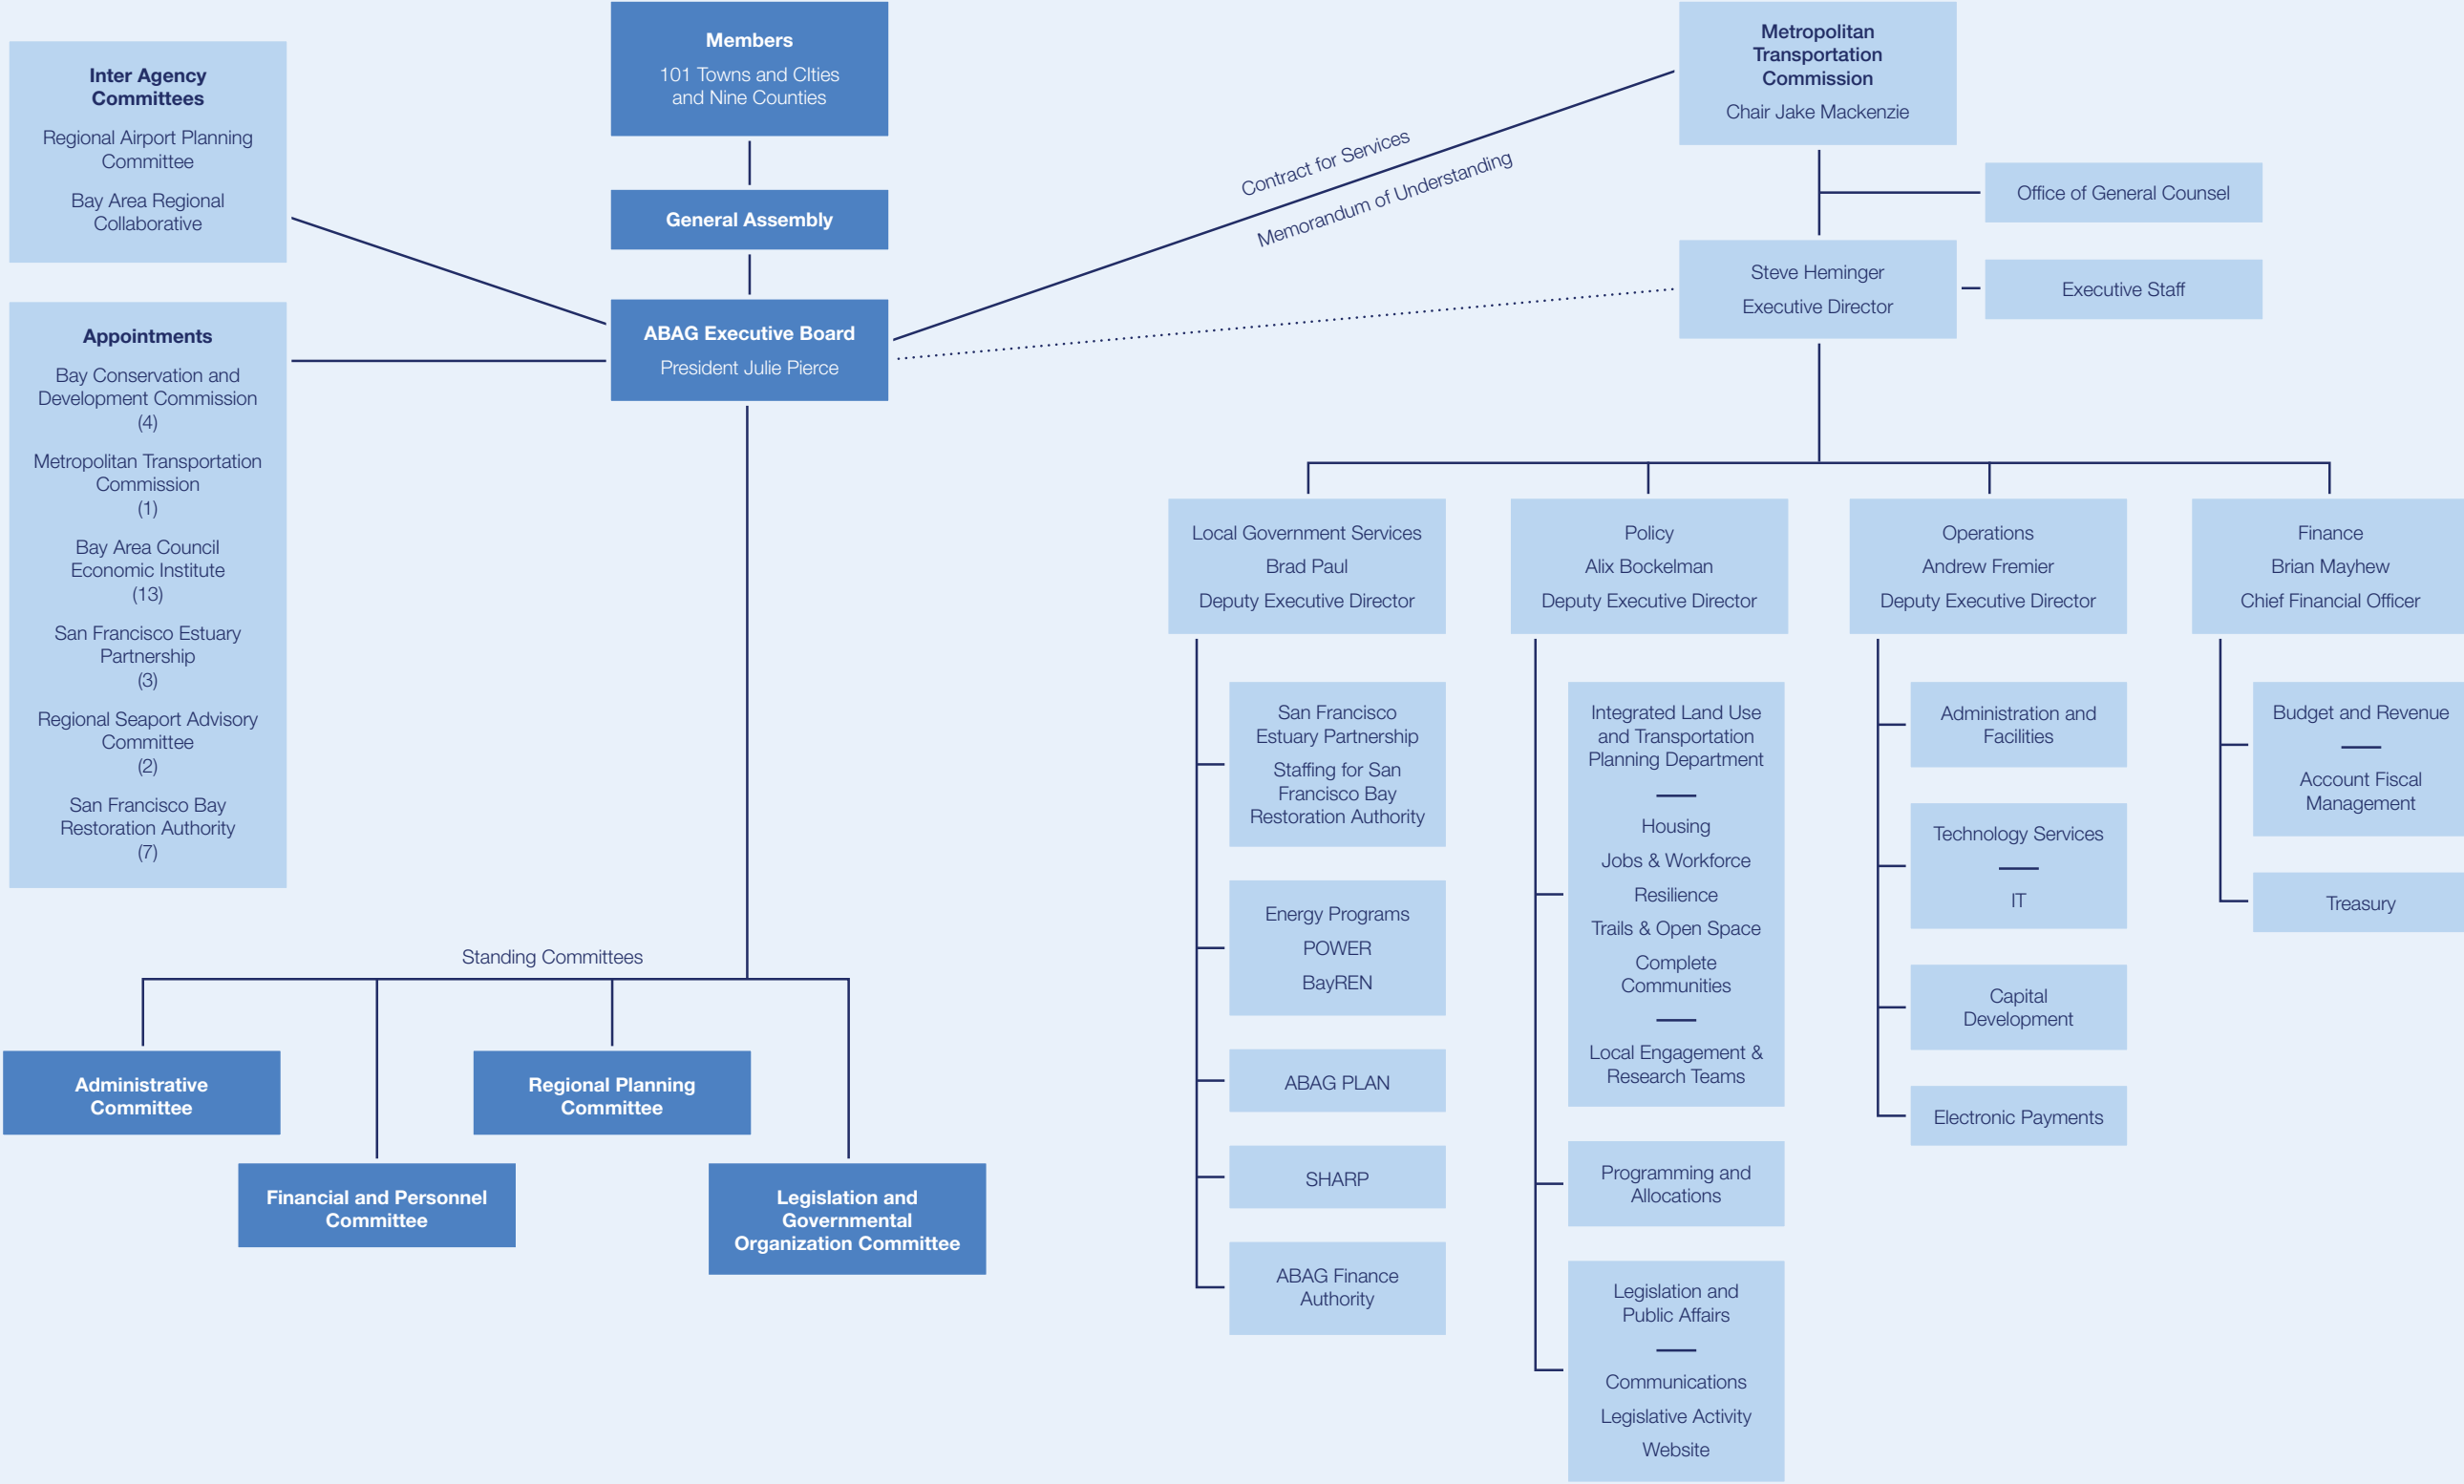 Inter Agency
Committees
Regional Airport Planning
Committee
Bay Area Regional
Collaborative
Appointments
Bay Conservation and
Development Commission
(4)
Metropolitan Transportation
Commission
(1)
Bay Area Council
Economic Institute
(13)
San Francisco Estuary
Partnership
(3)
Regional Seaport Advisory
Committee
(2)
San Francisco Bay
Restoration Authority
(7)
Members
101 Towns and CIties
and Nine Counties
General Assembly
ABAG Executive Board
President Julie Pierce
Standing Committees
Administrative
Committee
Financial and Personnel
Committee
Regional Planning
Committee
Legislation and
Governmental
Organization Committee
Contract for Services
Memorandum of Understanding
Metropolitan
Transportation
Commission
Chair Jake Mackenzie
Office of General Counsel
Steve Heminger
Executive Director
Executive Staff
Local Government Services
Brad Paul
Deputy Executive Director
San Francisco
Estuary Partnership
Staffing for San
Francisco Bay
Restoration Authority
Energy Programs
POWER
BayREN
ABAG PLAN
SHARP
ABAG Finance
Authority
Policy
Alix Bockelman
Deputy Executive Director
Integrated Land Use
and Transportation
Planning Department
Housing
Jobs & Workforce
Resilience
Trails & Open Space
Complete
Communities
Local Engagement &
Research Teams
Programming and
Allocations
Legislation and
Public Affairs
Communications
Legislative Activity
Website
Operations
Andrew Fremier
Deputy Executive Director
Administration and
Facilities
Technology Services
IT
Capital
Development
Electronic Payments
Finance
Brian Mayhew
Chief Financial Officer
Budget and Revenue
Account Fiscal
Management
Treasury